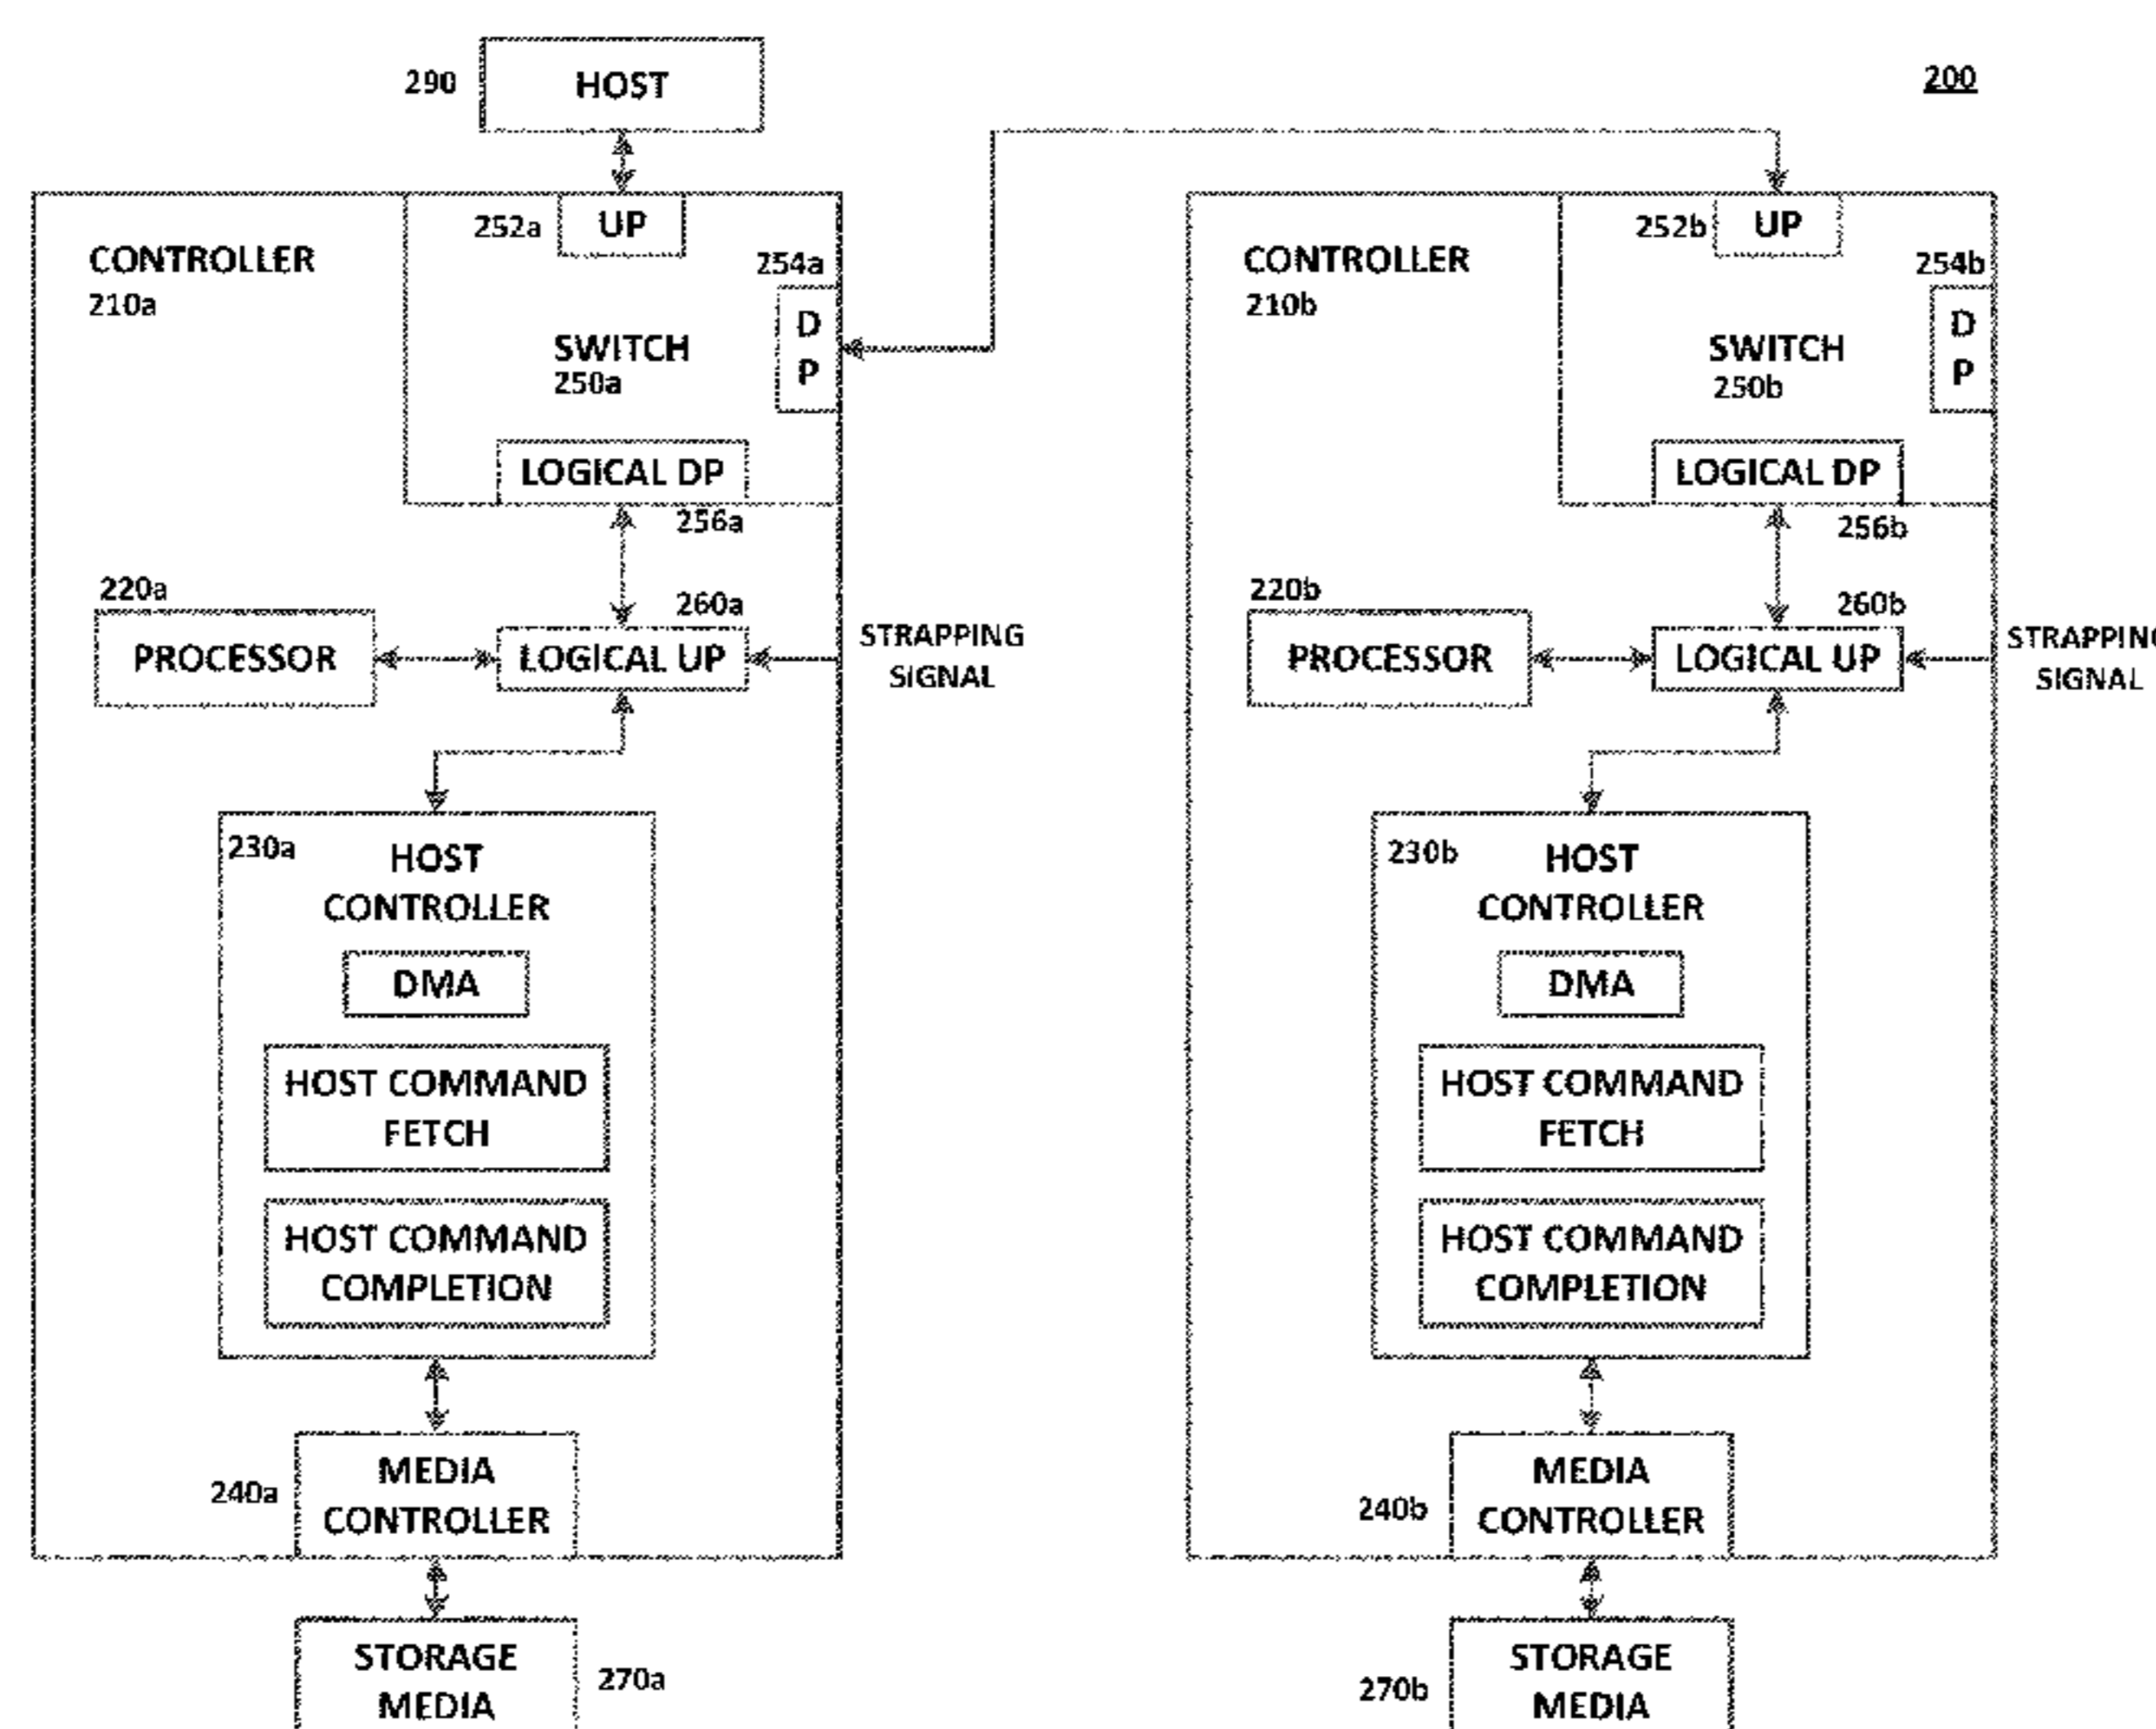 290
HOST
200
252a
UP
CONTROLLER
210a
254a
D
P
SWITCH
250a
LOGICAL DP
256a
220a
PROCESSOR
260a
LOGICAL UP
STRAPPING
SIGNAL
230a
HOST
CONTROLLER
DMA
HOST COMMAND
FETCH
HOST COMMAND
COMPLETION
240a
MEDIA
CONTROLLER
STORAGE
MEDIA
270a
252b
UP
CONTROLLER
210b
254b
D
P
SWITCH
250b
LOGICAL DP
256b
220b
PROCESSOR
260b
LOGICAL UP
STRAPPING
SIGNAL
230b
HOST
CONTROLLER
DMA
HOST COMMAND
FETCH
HOST COMMAND
COMPLETION
240b
MEDIA
CONTROLLER
270b
STORAGE
MEDIA